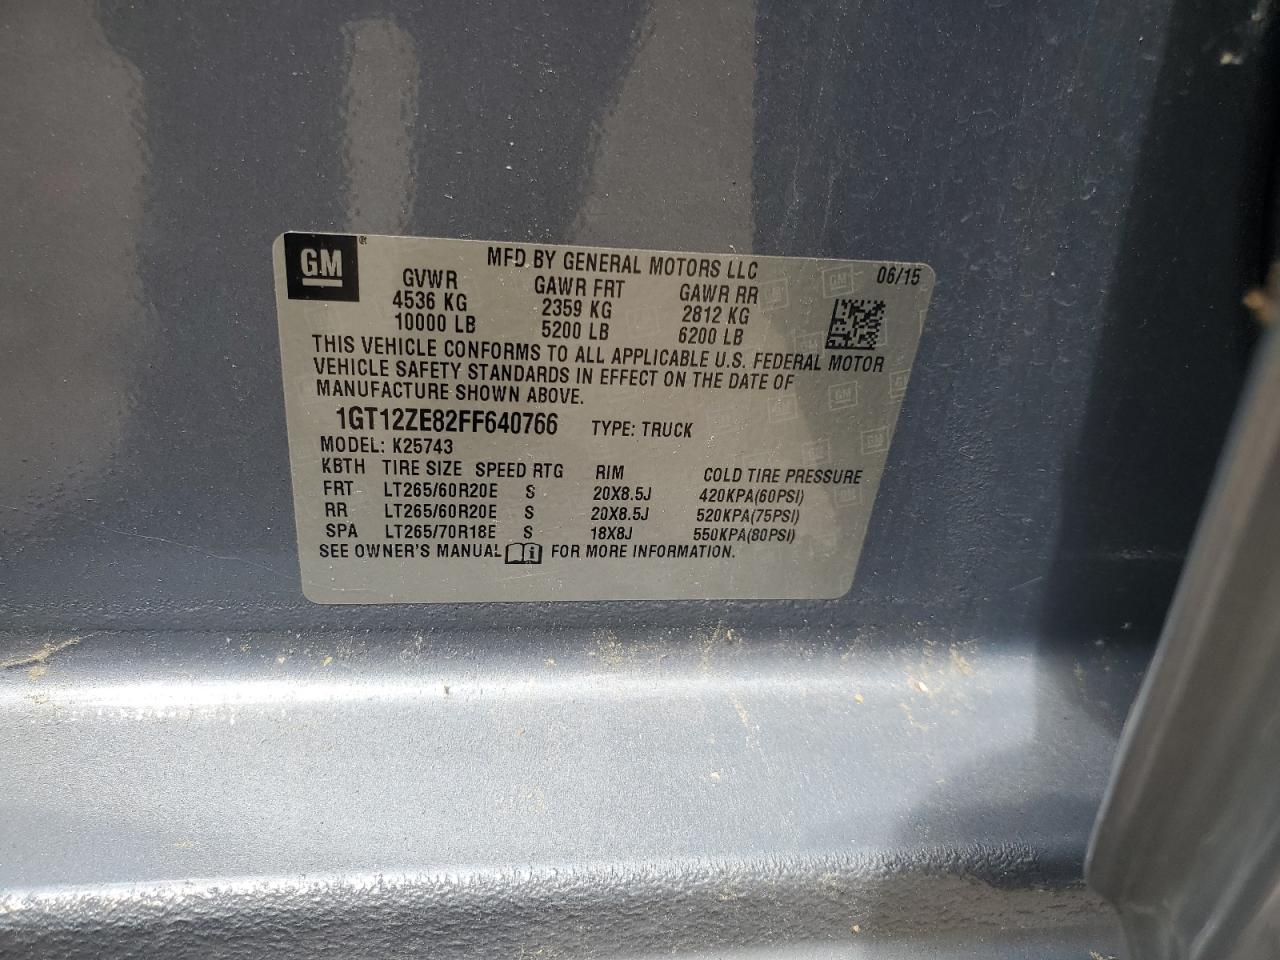 GM ® MFD BY GENERAL MOTORS LLC 06/15
GVWR GAWR FRT GAWR RR
4536 KG 2359 KG 2812 KG
10000 LB 5200 LB 6200 LB
THIS VEHICLE CONFORMS TO ALL APPLICABLE U.S. FEDERAL MOTOR
VEHICLE SAFETY STANDARDS IN EFFECT ON THE DATE OF
MANUFACTURE SHOWN ABOVE.
1GT12ZE82FF640766 TYPE: TRUCK
MODEL: K25743
KBTH TIRE SIZE SPEED RTG RIM COLD TIRE PRESSURE
FRT LT265/60R20E S 20X8.5J 420KPA(60PSI)
RR LT265/60R20E S 20X8.5J 520KPA(75PSI)
SPA LT265/70R18E S 18X8J 550KPA(80PSI)
SEE OWNER'S MANUAL i FOR MORE INFORMATION.